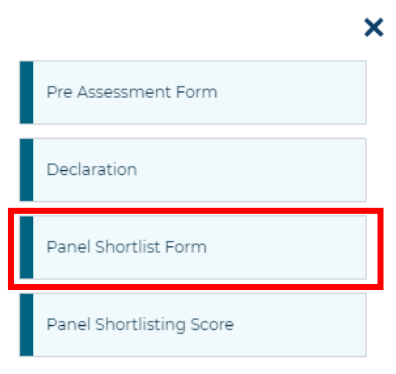 Pre Assessment Form
Declaration
Panel Shortlist Form
Panel Shortlisting Score